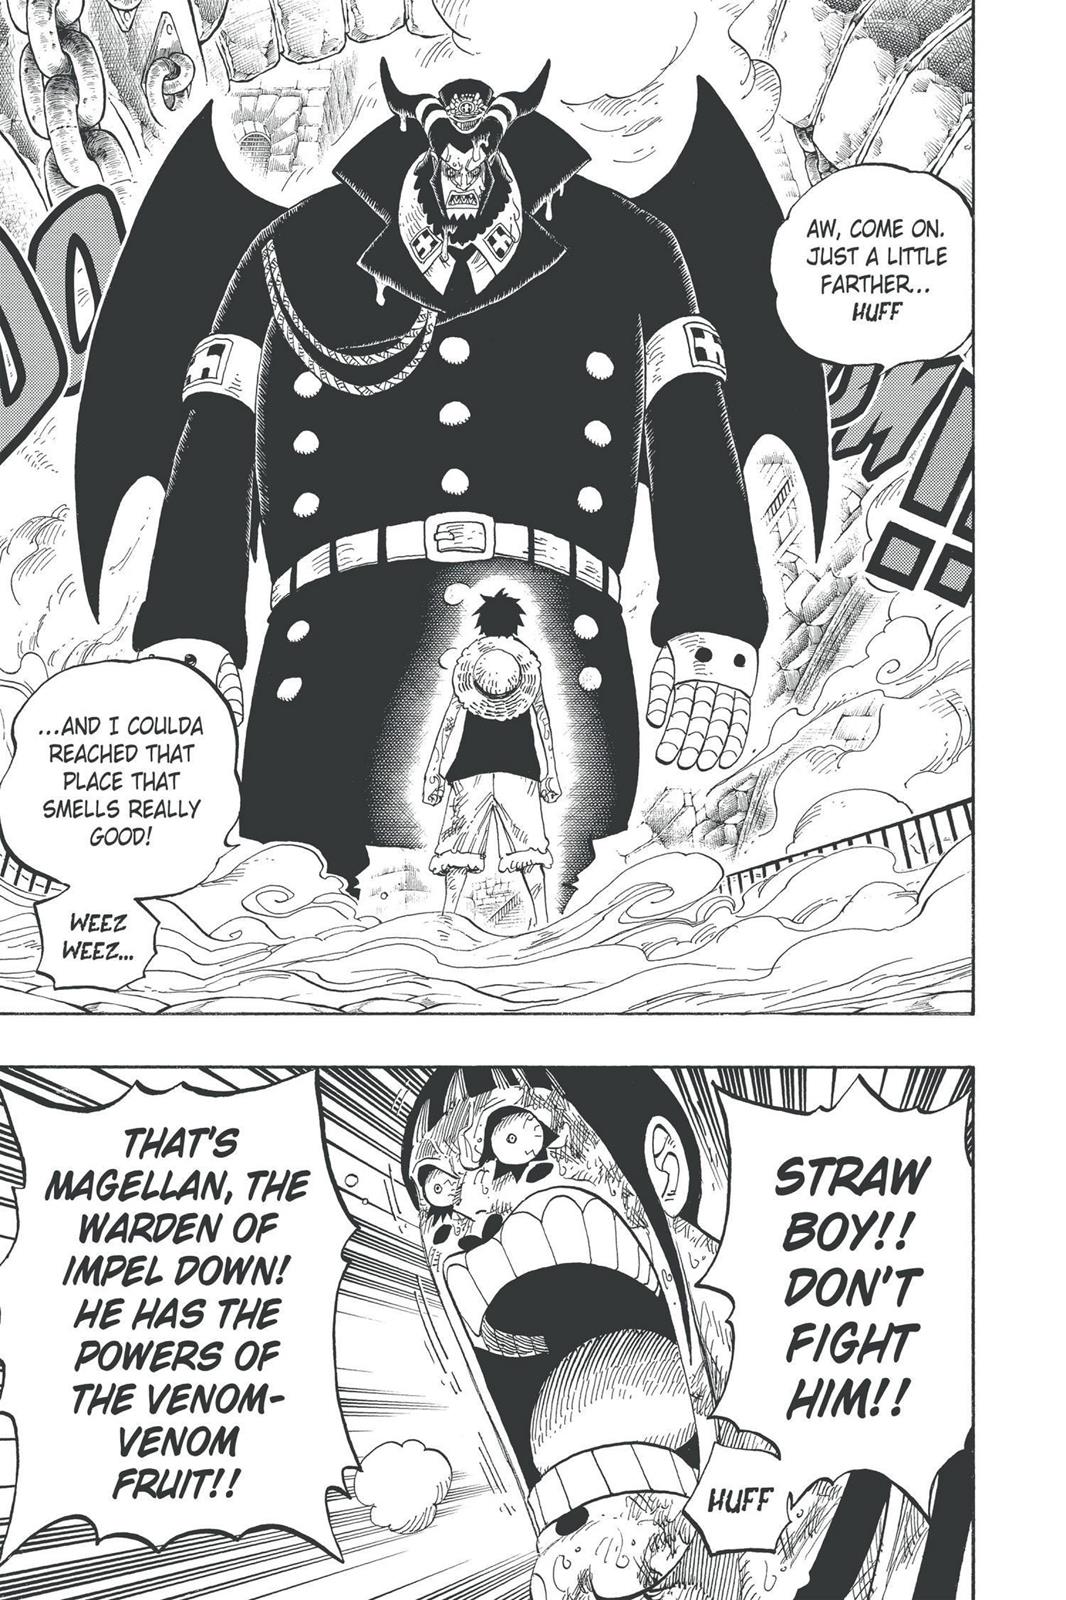 AW, COME ON.
JUST A LITTLE
FARTHER...
HUFF
...AND I COULDA
REACHED THAT
PLACE THAT
SMELLS REALLY
GOOD!
WEEZ
WEEZ...
STRAW
BOY!!
DON'T
FIGHT
HIM!!
HUFF
THAT'S
MAGELLAN, THE
WARDEN OF
IMPEL DOWN!
HE HAS THE
POWERS OF
THE VENOM-
VENOM
FRUIT!!